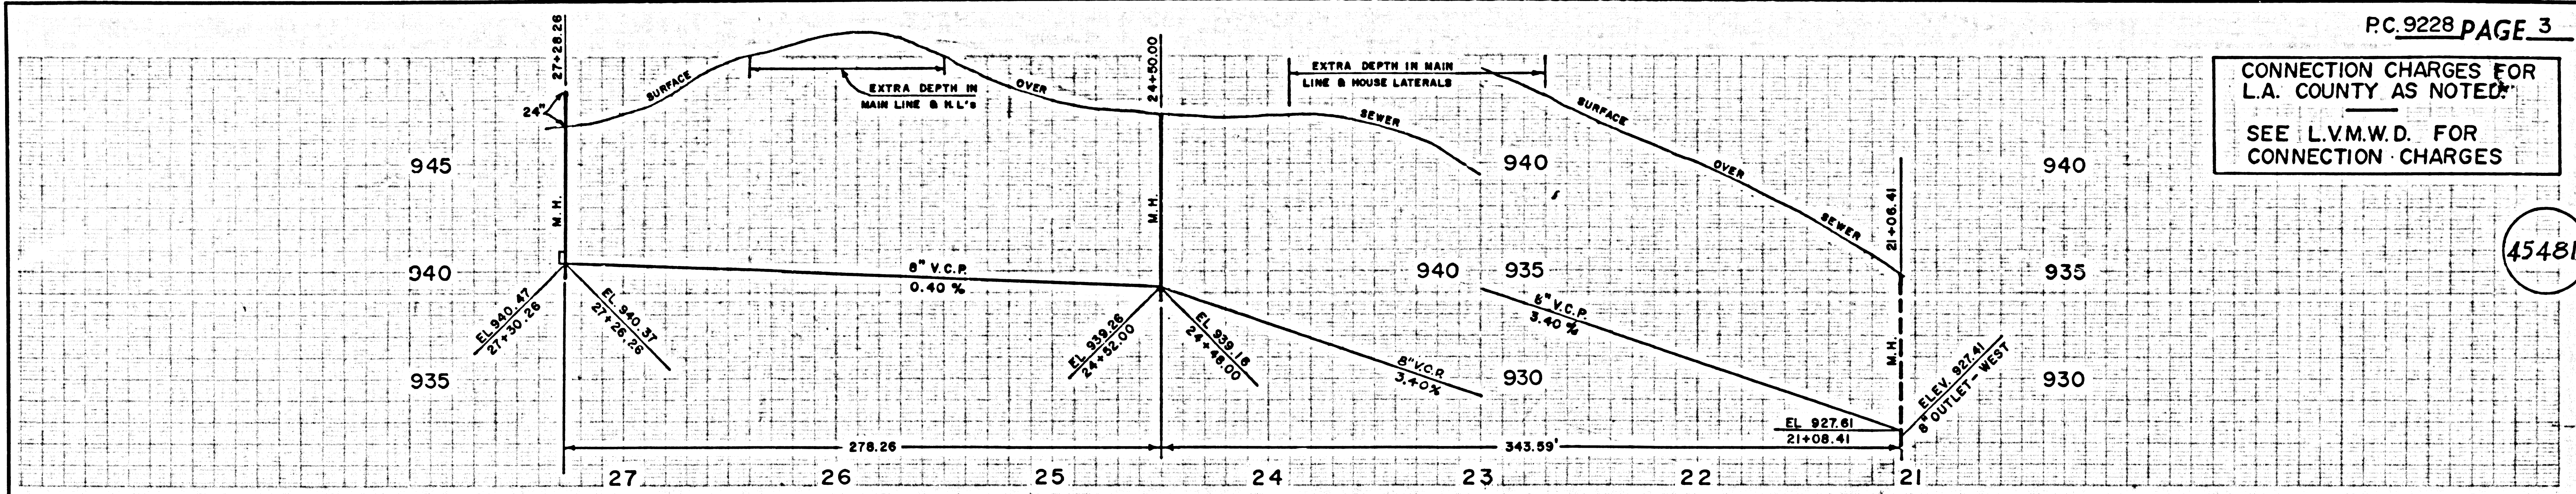 P.C. 9228 PAGE 3
CONNECTION CHARGES FOR
L.A. COUNTY AS NOTED.
SEE L.V.M.W.D. FOR
CONNECTION CHARGES
45481
27+28.26
24"
SURFACE
EXTRA DEPTH IN
MAIN LINE & H.L's
OVER
24+50.00
EXTRA DEPTH IN MAIN
LINE & HOUSE LATERALS
SEWER
SURFACE
OVER
SEWER
21+06.41
945
940
940
M.H.
M.H.
940
8" V.C.P.
0.40 %
940
935
935
EL 940.47
27+30.26
EL. 940.37
27+26.26
EL 939.26
24+52.00
EL 939.16
24+48.00
8" V.C.P.
3.40 %
8" V.C.P.
3.40%
M.H.
935
930
930
ELEV. 927.41
8" OUTLET - WEST
EL 927.61
21+08.41
278.26
343.59'
27
26
25
24
23
22
21